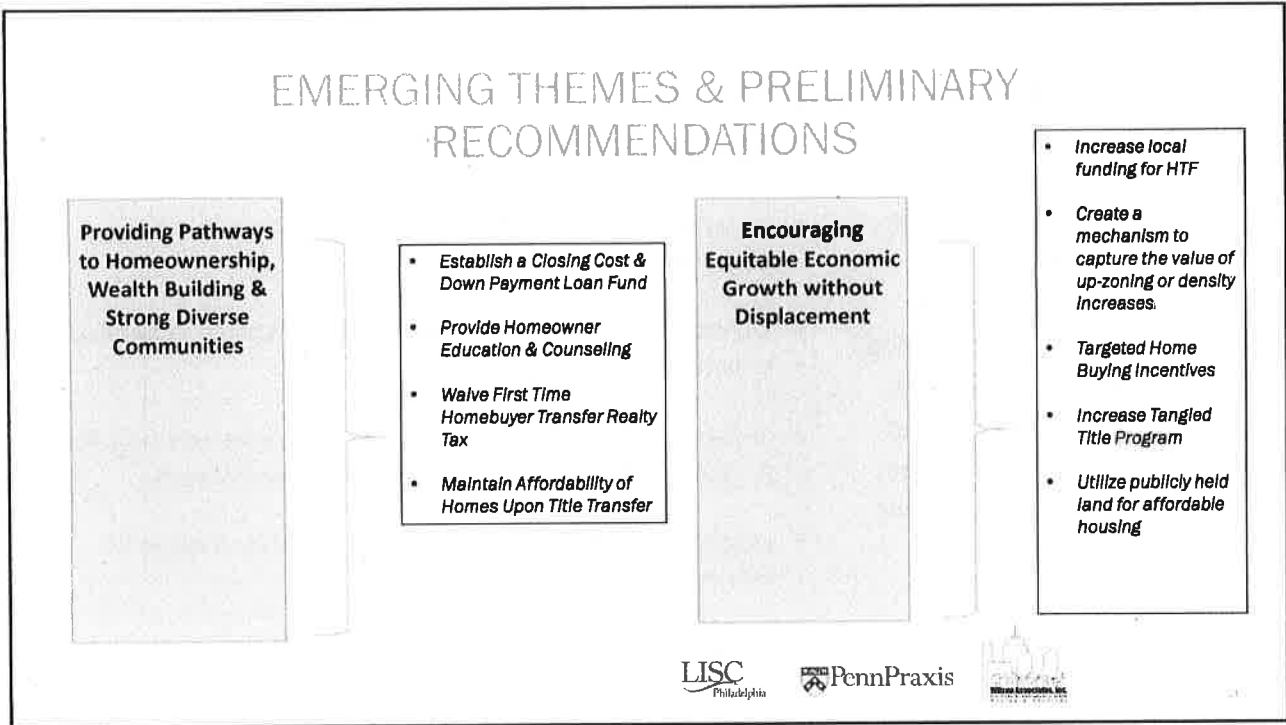 EMERGING THEMES & PRELIMINARY
RECOMMENDATIONS
Providing Pathways
to Homeownership,
Wealth Building &
Strong Diverse
Communities
• Establish a Closing Cost &
Down Payment Loan Fund
• Provide Homeowner
Education & Counseling
• Waive First Time
Homebuyer Transfer Realty
Tax
• Maintain Affordability of
Homes Upon Title Transfer
Encouraging
Equitable Economic
Growth without
Displacement
• Increase local
funding for HTF
• Create a
mechanism to
capture the value of
up-zoning or density
increases.
• Targeted Home
Buying Incentives
• Increase Tangled
Title Program
• Utilize publicly held
land for affordable
housing
LISC
Philadelphia
PennPraxis
Associates, Inc.